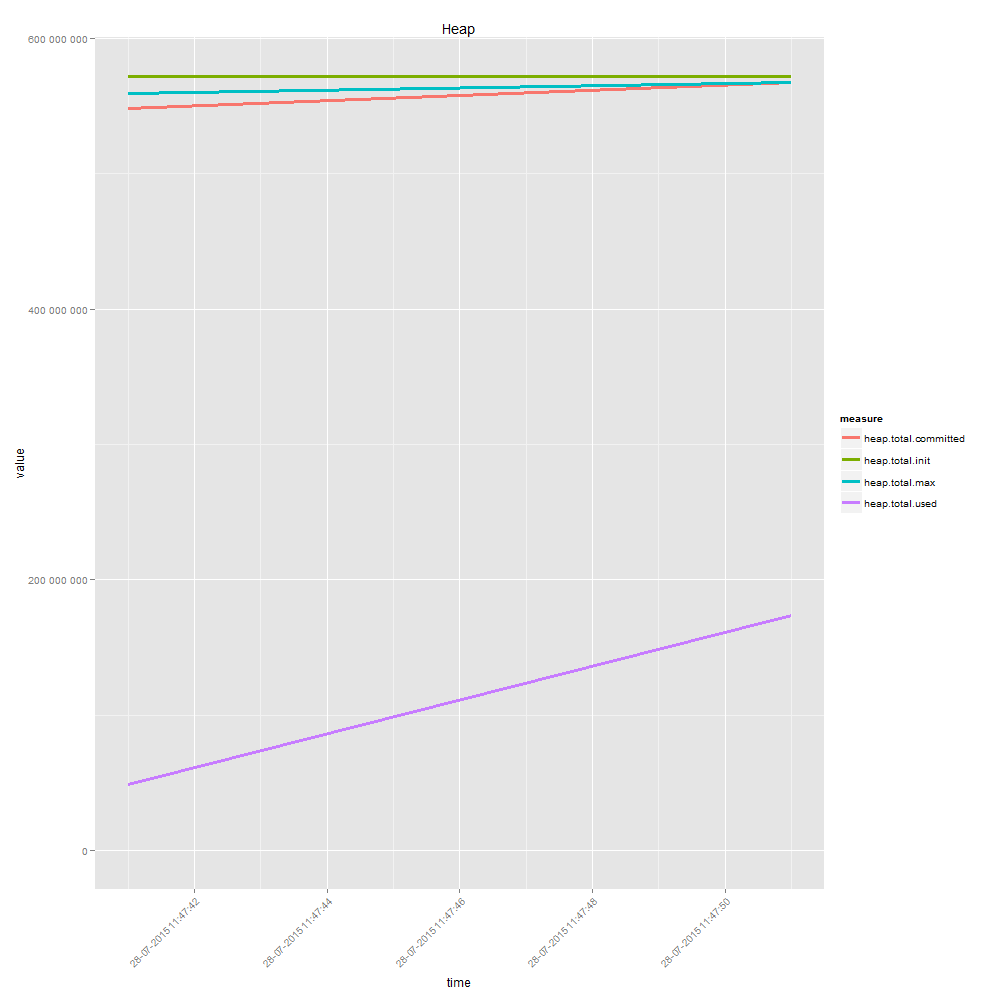 Heap
600 000 000
400 000 000
200 000 000
0
value
28-07-2015 11:47:42
28-07-2015 11:47:44
28-07-2015 11:47:46
28-07-2015 11:47:48
28-07-2015 11:47:50
time
measure
heap.total.committed
heap.total.init
heap.total.max
heap.total.used